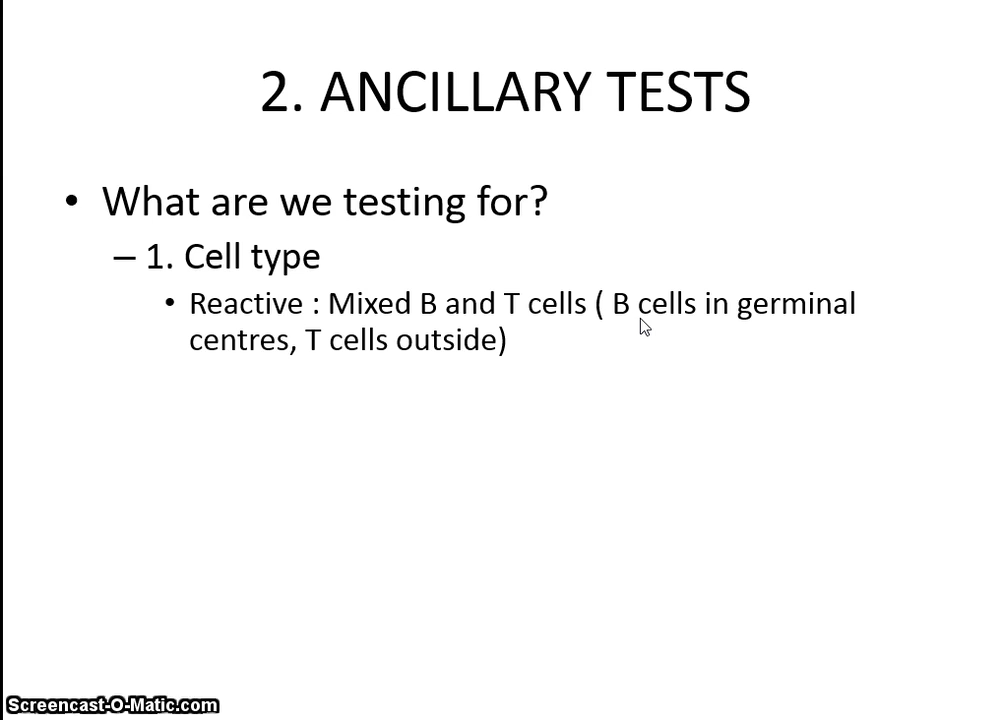 2. ANCILLARY TESTS
• What are we testing for?
– 1. Cell type
• Reactive : Mixed B and T cells ( B cells in germinal
centres, T cells outside)
Screencast-O-Matic.com